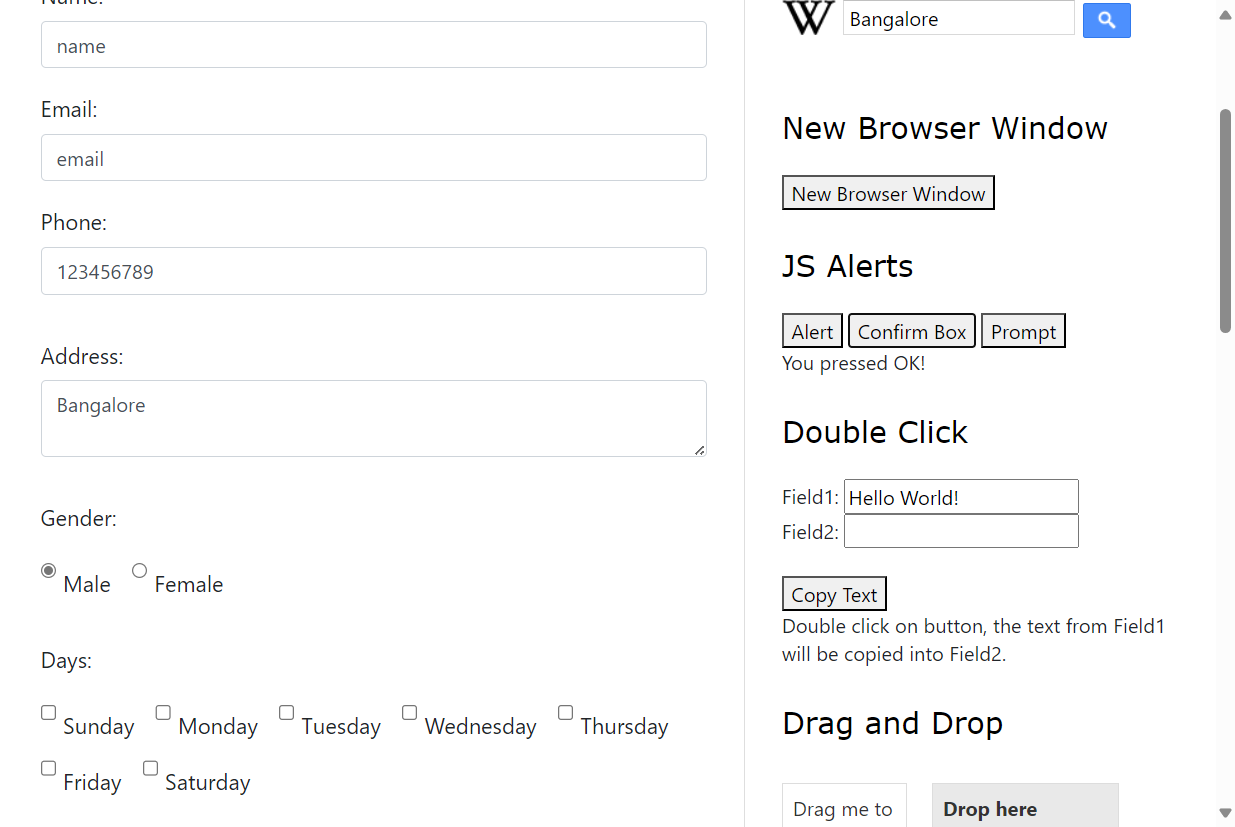 Name:
name
Email:
email
Phone:
123456789
Address:
Bangalore
Gender:
Male Female
Days:
Sunday Monday Tuesday Wednesday Thursday
Friday Saturday
W Bangalore
New Browser Window
New Browser Window
JS Alerts
Alert Confirm Box Prompt
You pressed OK!
Double Click
Field1: Hello World!
Field2:
Copy Text
Double click on button, the text from Field1
will be copied into Field2.
Drag and Drop
Drag me to Drop here